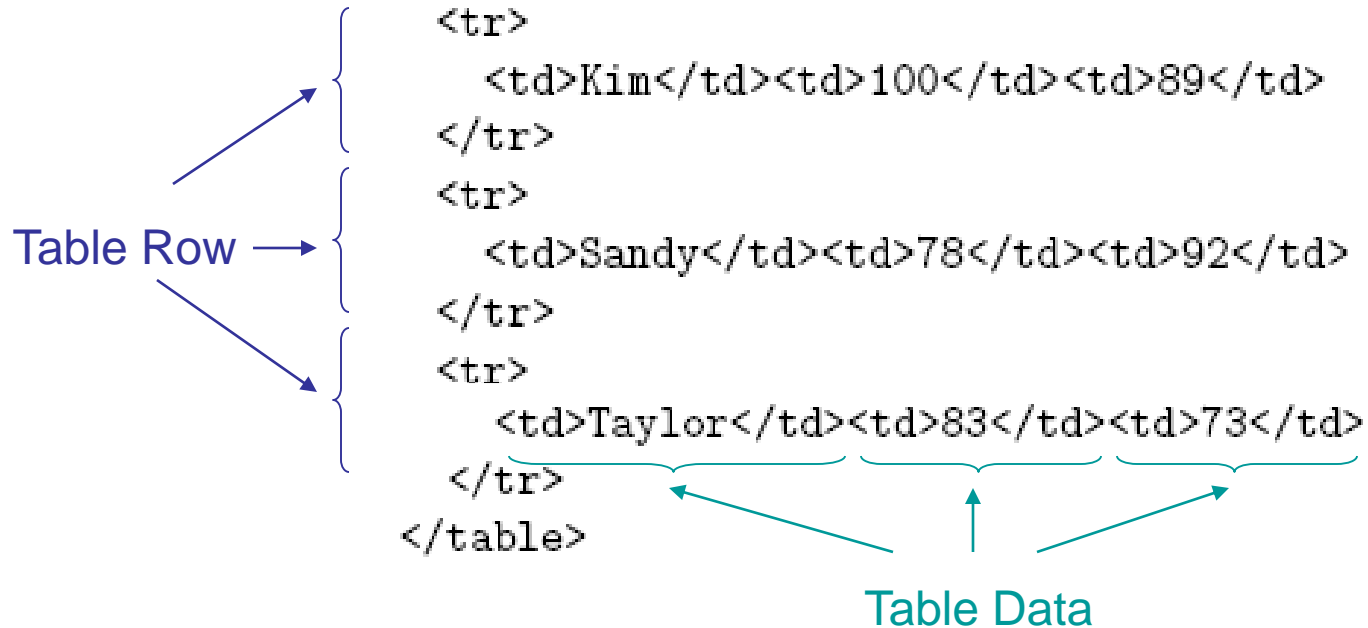 <tr>
<td>Kim</td><td>100</td><td>89</td>
</tr>
<tr>
Table Row
<td>Sandy</td><td>78</td><td>92</td>
</tr>
<tr>
<td>Taylor</td><td>83</td><td>73</td>
</tr>
</table>
Table Data